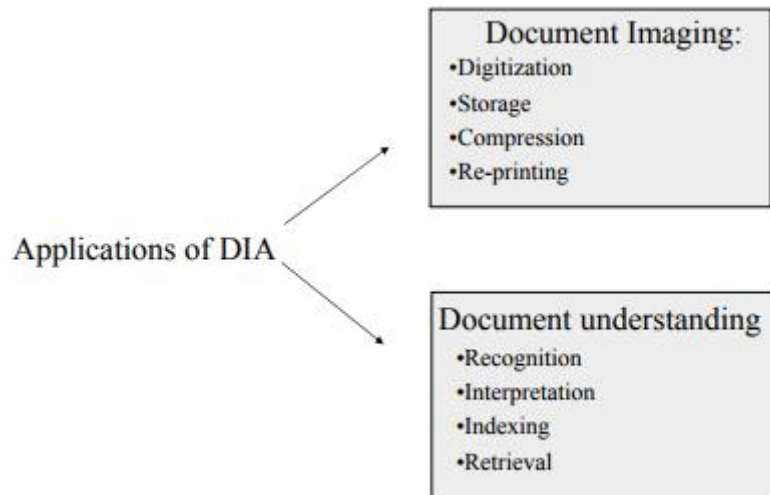 Applications of DIA
Document Imaging:
•Digitization
•Storage
•Compression
•Re-printing
Document understanding
•Recognition
•Interpretation
•Indexing
•Retrieval